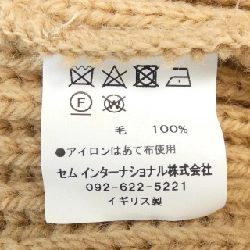 F W
毛 100%
●アイロンはあて布使用
セム インターナショナル株式会社
092-622-5221
イギリス製